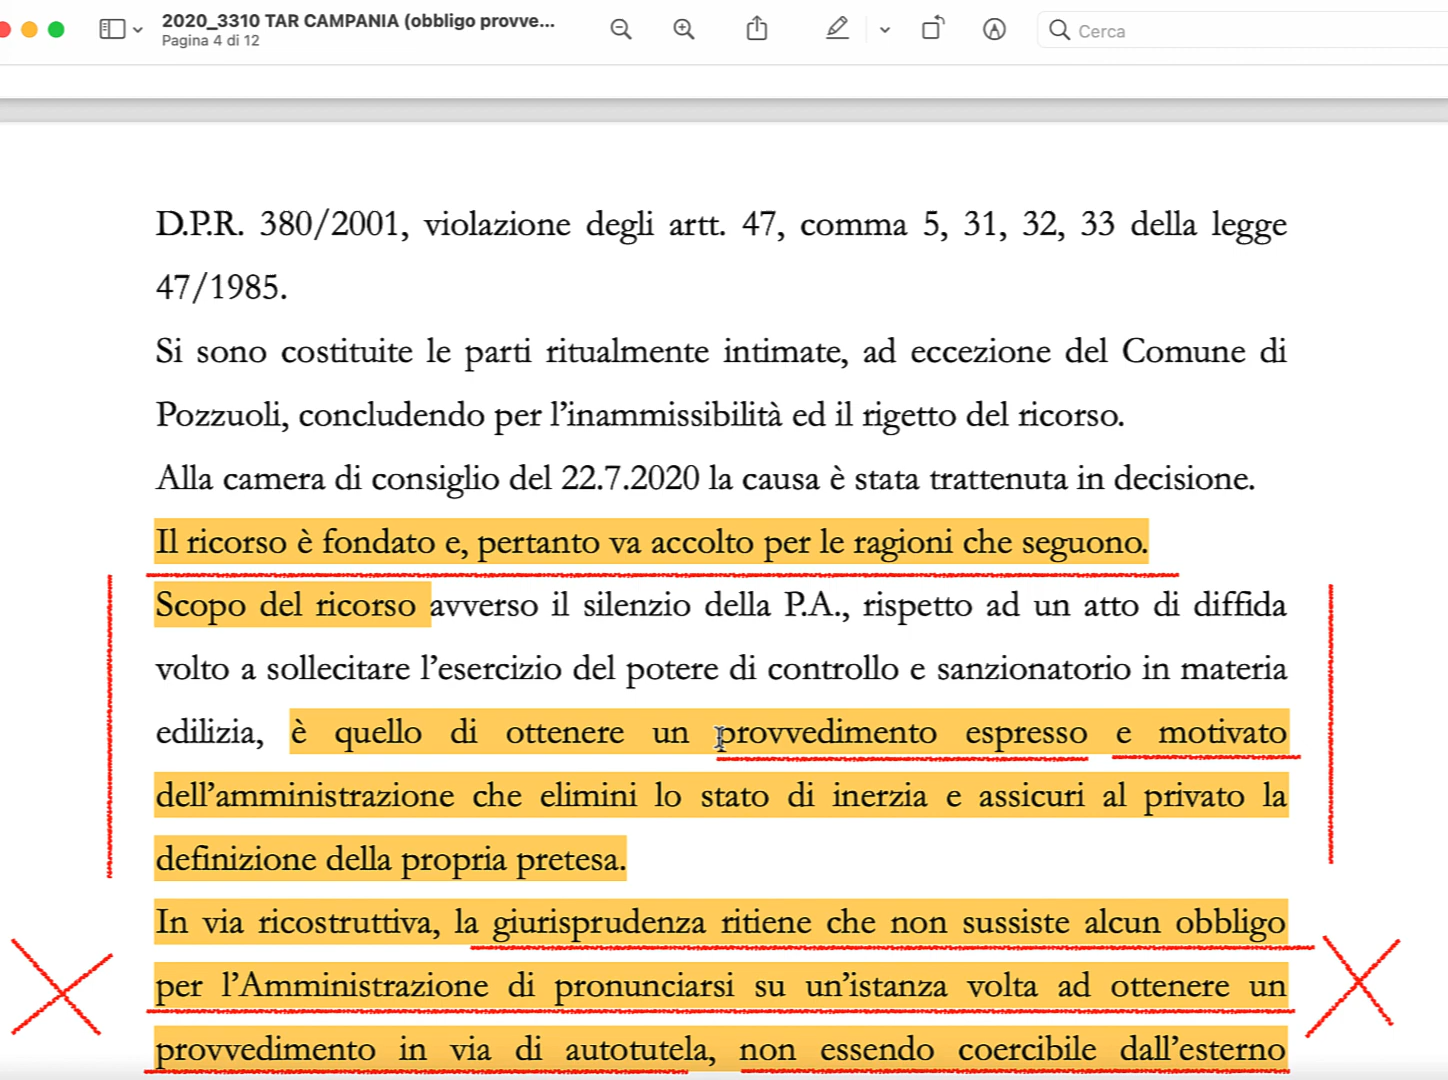 2020_3310 TAR CAMPANIA (obbligo provve...
Pagina 4 di 12
Cerca
D.P.R. 380/2001, violazione degli artt. 47, comma 5, 31, 32, 33 della legge
47/1985.
Si sono costituite le parti ritualmente intimate, ad eccezione del Comune di
Pozzuoli, concludendo per l'inammissibilità ed il rigetto del ricorso.
Alla camera di consiglio del 22.7.2020 la causa è stata trattenuta in decisione.
Il ricorso è fondato e, pertanto va accolto per le ragioni che seguono.
Scopo del ricorso avverso il silenzio della P.A., rispetto ad un atto di diffida
volto a sollecitare l'esercizio del potere di controllo e sanzionatorio in materia
edilizia, è quello di ottenere un provvedimento espresso e motivato
dell'amministrazione che elimini lo stato di inerzia e assicuri al privato la
definizione della propria pretesa.
In via ricostruttiva, la giurisprudenza ritiene che non sussiste alcun obbligo
per l'Amministrazione di pronunciarsi su un'istanza volta ad ottenere un
provvedimento in via di autotutela, non essendo coercibile dall'esterno